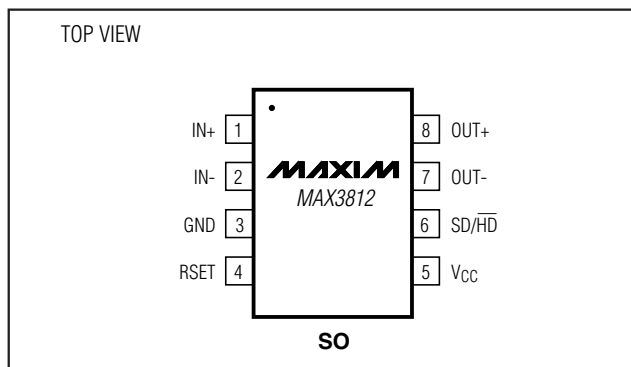 TOP VIEW
IN+ 1
8 OUT+
IN- 2
7 OUT-
MAXIM
MAX3812
GND 3
6 SD/H̅D̅
RSET 4
5 VCC
SO